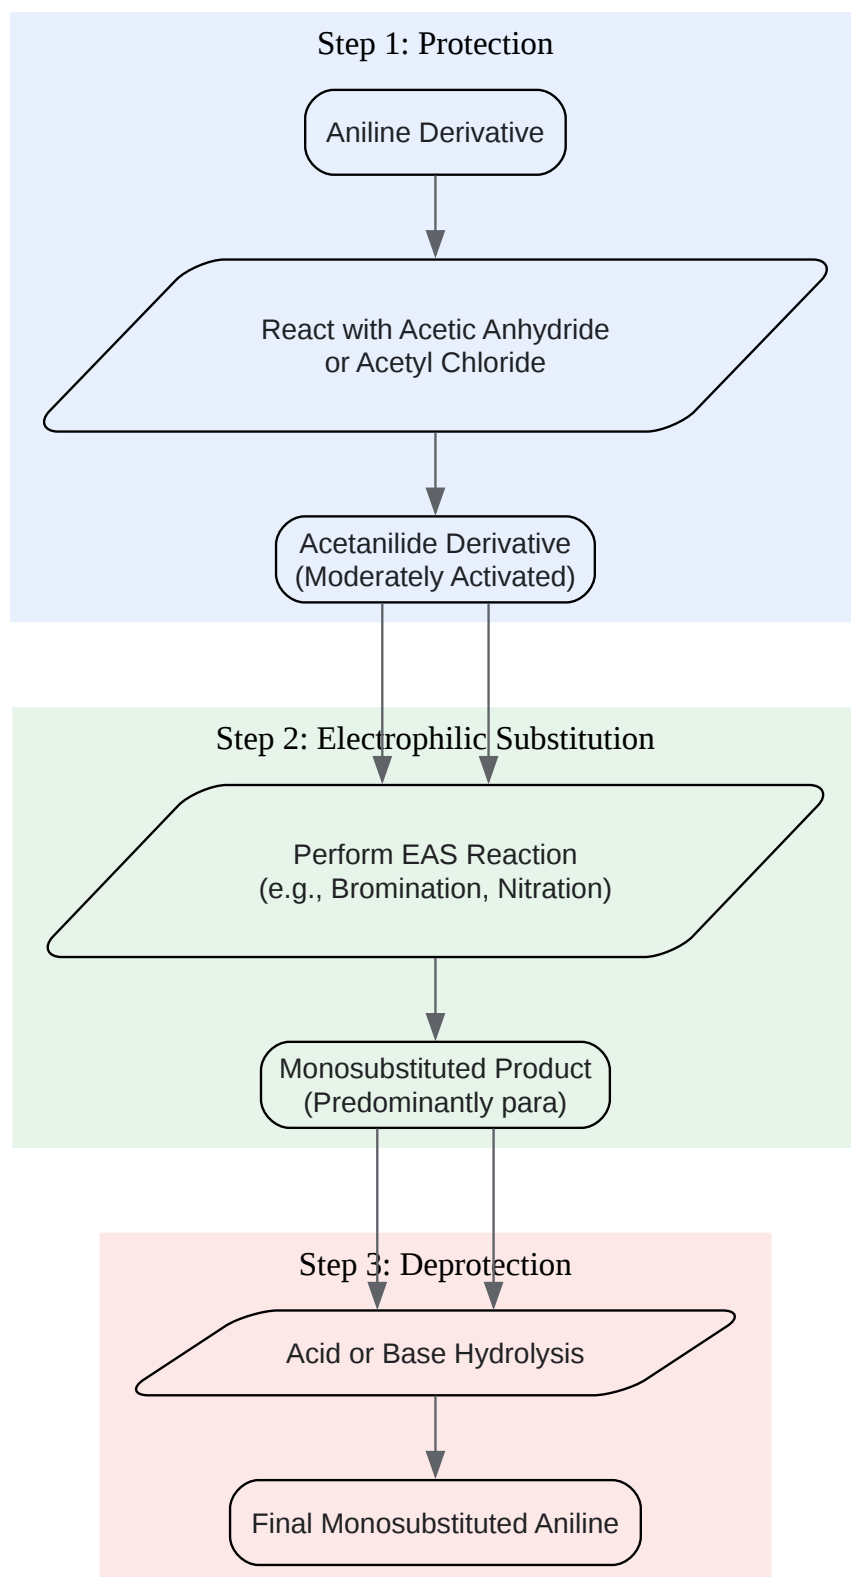 Step 1: Protection
Aniline Derivative
React with Acetic Anhydride
or Acetyl Chloride
Acetanilide Derivative
(Moderately Activated)
Step 2: Electrophilic Substitution
Perform EAS Reaction
(e.g., Bromination, Nitration)
Monosubstituted Product
(Predominantly para)
Step 3: Deprotection
Acid or Base Hydrolysis
Final Monosubstituted Aniline